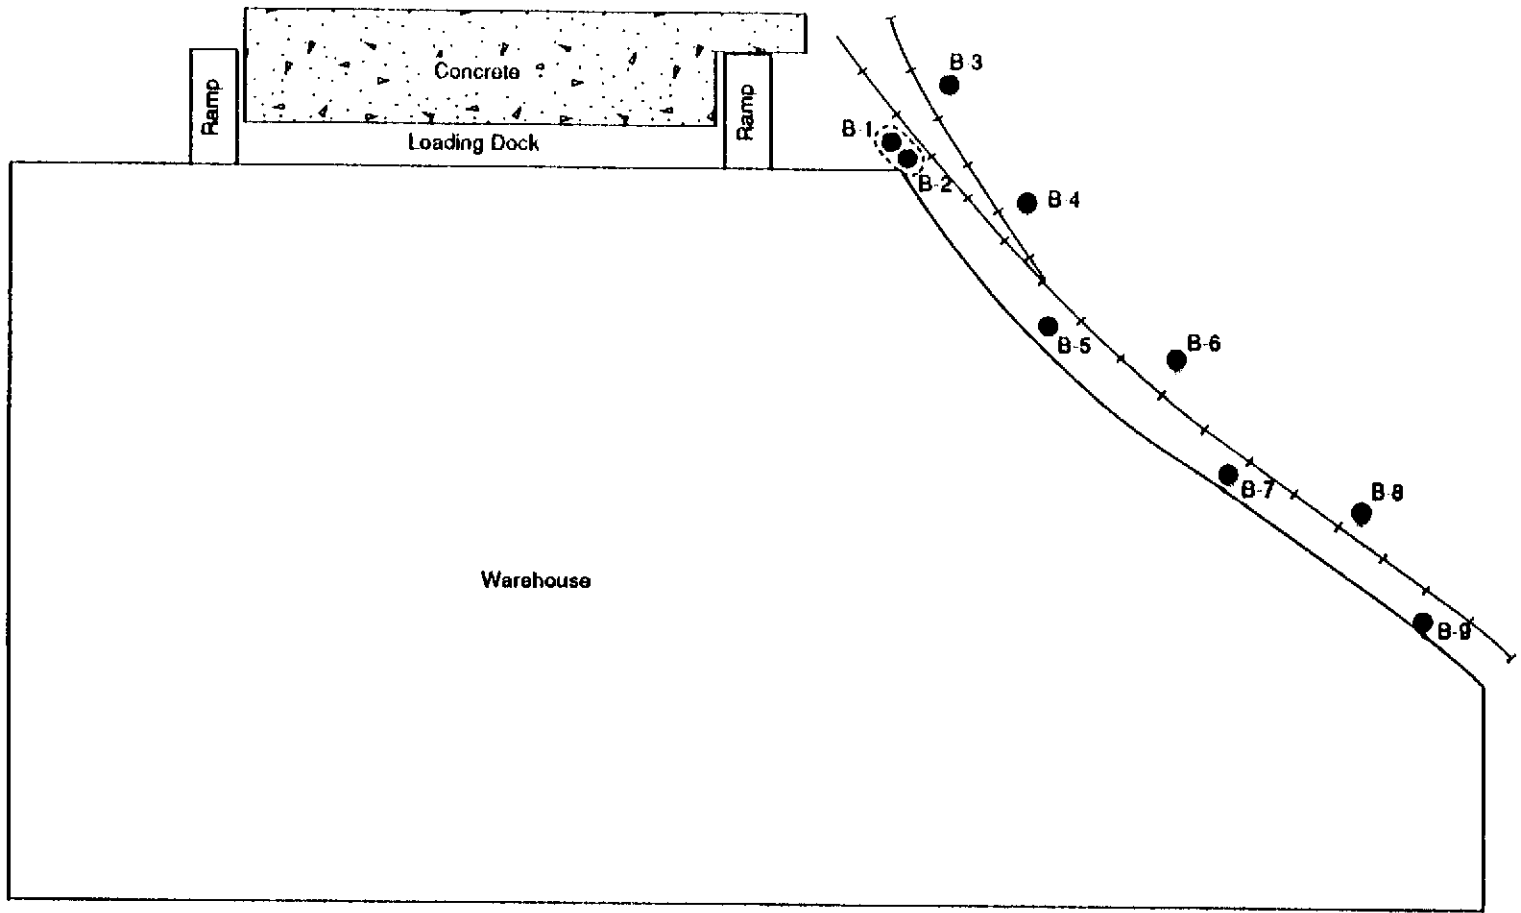 B-3
Concrete
Ramp
Ramp
B-1
Loading Dock
B-2
B-4
B-5
B-6
B-7
B-8
Warehouse
B-9